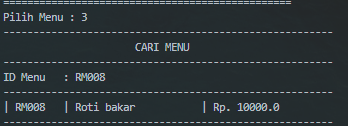 ==================================================
Pilih Menu : 3
---------------------------------------------------------
CARI MENU
---------------------------------------------------------
ID Menu   : RM008
---------------------------------------------------------
| RM008   | Roti bakar           | Rp. 10000.0
---------------------------------------------------------